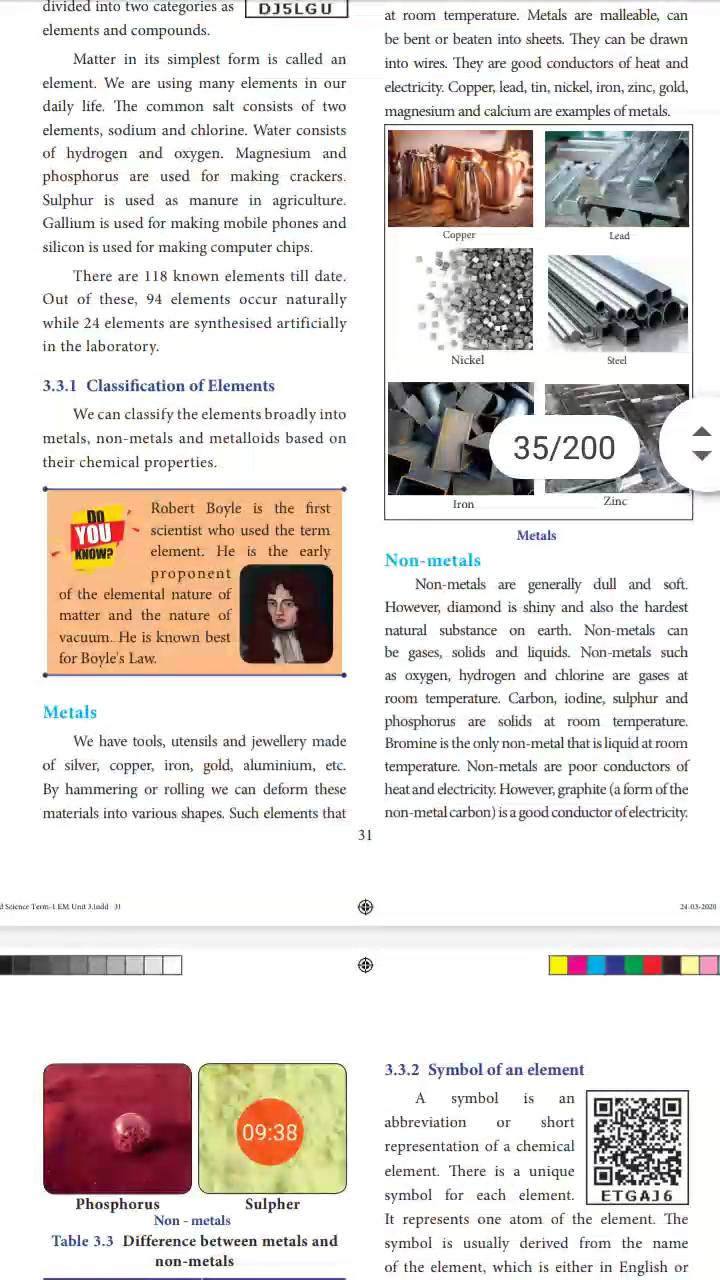 divided into two categories as
elements and compounds.
DJ5LGU
Matter in its simplest form is called an
element. We are using many elements in our
daily life. The common salt consists of two
elements, sodium and chlorine. Water consists
of hydrogen and oxygen. Magnesium and
phosphorus are used for making crackers.
Sulphur is used as manure in agriculture.
Gallium is used for making mobile phones and
silicon is used for making computer chips.
There are 118 known elements till date.
Out of these, 94 elements occur naturally
while 24 elements are synthesised artificially
in the laboratory.
3.3.1 Classification of Elements
We can classify the elements broadly into
metals, non-metals and metalloids based on
their chemical properties.
DO
YOU
KNOW?
Robert Boyle is the first
scientist who used the term
element. He is the early
proponent
of the elemental nature of
matter and the nature of
vacuum. He is known best
for Boyle's Law.
Metals
We have tools, utensils and jewellery made
of silver, copper, iron, gold, aluminium, etc.
By hammering or rolling we can deform these
materials into various shapes. Such elements that
at room temperature. Metals are malleable, can
be bent or beaten into sheets. They can be drawn
into wires. They are good conductors of heat and
electricity. Copper, lead, tin, nickel, iron, zinc, gold,
magnesium and calcium are examples of metals.
Copper
Lead
Nickel
Steel
35/200
Iron
Zinc
Metals
Non-metals
Non-metals are generally dull and soft.
However, diamond is shiny and also the hardest
natural substance on earth. Non-metals can
be gases, solids and liquids. Non-metals such
as oxygen, hydrogen and chlorine are gases at
room temperature. Carbon, iodine, sulphur and
phosphorus are solids at room temperature.
Bromine is the only non-metal that is liquid at room
temperature. Non-metals are poor conductors of
heat and electricity. However, graphite (a form of the
non-metal carbon) is a good conductor of electricity.
31
d Science Term-1 EM Unit 3.indd 31
24-03-2020
09:38
Phosphorus
Sulpher
Non - metals
Table 3.3 Difference between metals and
non-metals
3.3.2 Symbol of an element
A symbol is an
abbreviation or short
representation of a chemical
element. There is a unique
symbol for each element.
ETGAJ6
It represents one atom of the element. The
symbol is usually derived from the name
of the element, which is either in English or